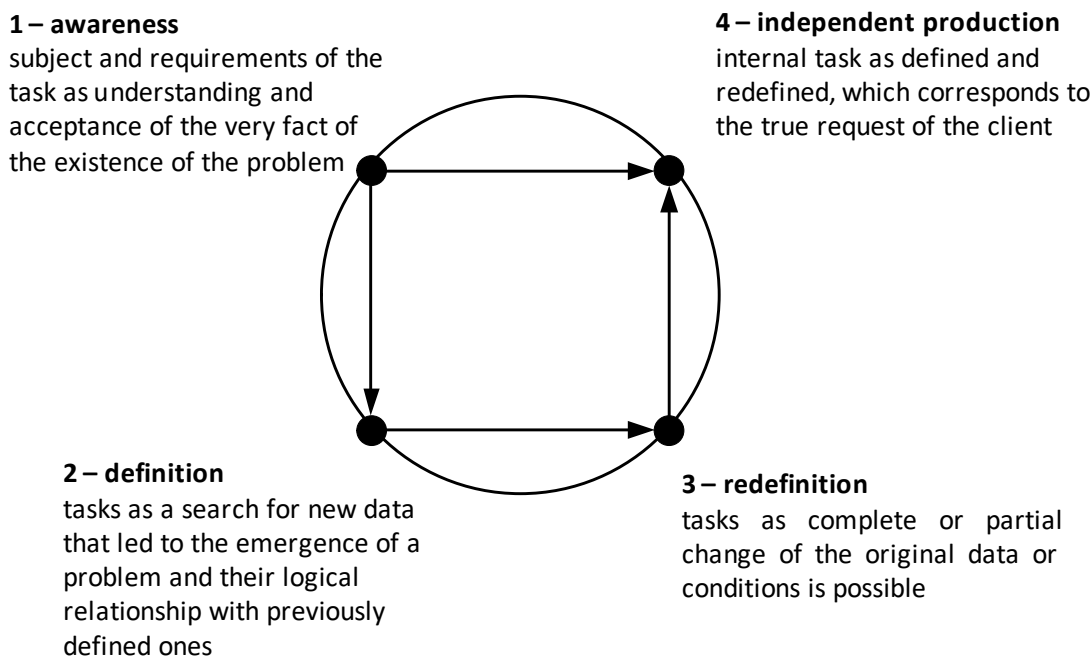 1 – awareness
subject and requirements of the
task as understanding and
acceptance of the very fact of
the existence of the problem
4 – independent production
internal task as defined and
redefined, which corresponds to
the true request of the client
2 – definition
tasks as a search for new data
that led to the emergence of a
problem and their logical
relationship with previously
defined ones
3 – redefinition
tasks as complete or partial
change of the original data or
conditions is possible